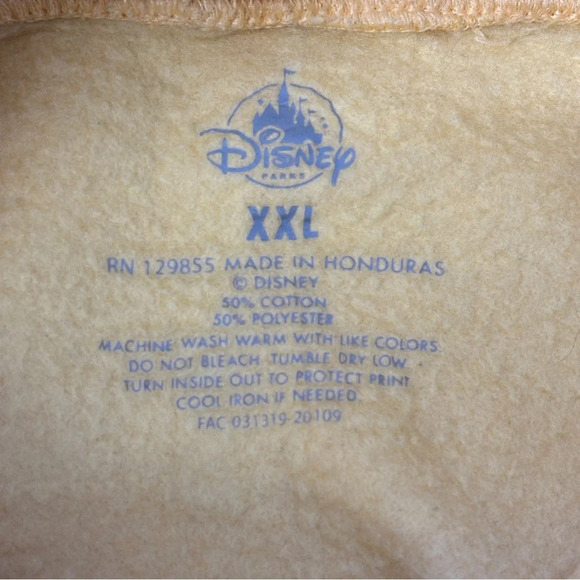 Disney
PARKS
XXL
RN 129855 MADE IN HONDURAS
© DISNEY
50% COTTON
50% POLYESTER
MACHINE WASH WARM WITH LIKE COLORS.
DO NOT BLEACH. TUMBLE DRY LOW.
TURN INSIDE OUT TO PROTECT PRINT.
COOL IRON IF NEEDED.
FAC-031319-20109